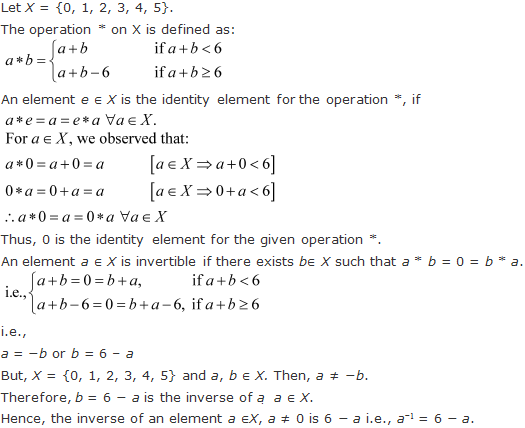 Let X = {0, 1, 2, 3, 4, 5}.
The operation * on X is defined as:
a * b = { a + b if a + b < 6
a + b − 6 if a + b ≥ 6
An element e ∈ X is the identity element for the operation *, if
a * e = a = e * a ∀a ∈ X.
For a ∈ X, we observed that:
a * 0 = a + 0 = a [a ∈ X ⇒ a + 0 < 6]
0 * a = 0 + a = a [a ∈ X ⇒ 0 + a < 6]
∴ a * 0 = a = 0 * a ∀a ∈ X
Thus, 0 is the identity element for the given operation *.
An element a ∈ X is invertible if there exists b∈ X such that a * b = 0 = b * a.
i.e., { a + b = 0 = b + a, if a + b < 6
a + b − 6 = 0 = b + a − 6, if a + b ≥ 6
i.e.,
a = −b or b = 6 − a
But, X = {0, 1, 2, 3, 4, 5} and a, b ∈ X. Then, a ≠ −b.
Therefore, b = 6 − a is the inverse of a a ∈ X.
Hence, the inverse of an element a ∈X, a ≠ 0 is 6 − a i.e., a⁻¹ = 6 − a.